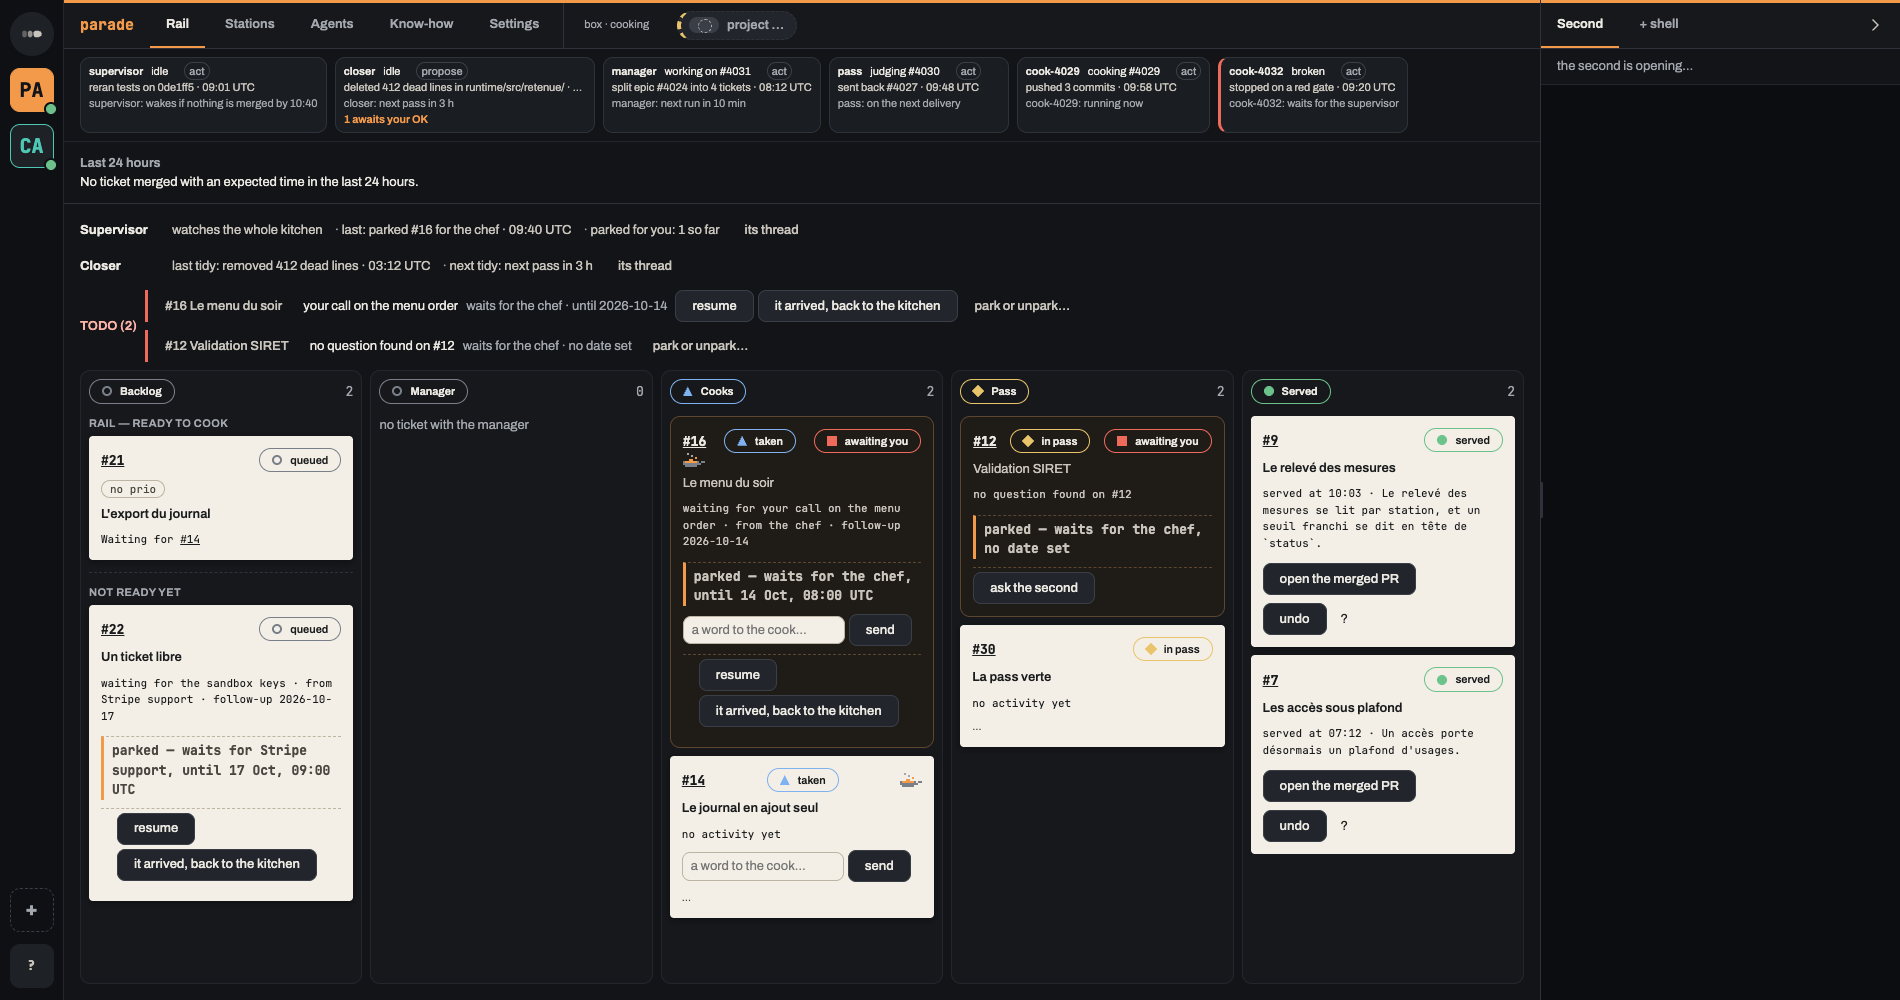 parade
Rail
Stations
Agents
Know-how
Settings
box · cooking
project ...
Second
+ shell
PA
CA
+
?
supervisor idle act
reran tests on 0de1ff5 · 09:01 UTC
supervisor: wakes if nothing is merged by 10:40
closer idle propose
deleted 412 dead lines in runtime/src/retenue/ · ...
closer: next pass in 3 h
1 awaits your OK
manager working on #4031 act
split epic #4024 into 4 tickets · 08:12 UTC
manager: next run in 10 min
pass judging #4030 act
sent back #4027 · 09:48 UTC
pass: on the next delivery
cook-4029 cooking #4029 act
pushed 3 commits · 09:58 UTC
cook-4029: running now
cook-4032 broken act
stopped on a red gate · 09:20 UTC
cook-4032: waits for the supervisor
the second is opening...
Last 24 hours
No ticket merged with an expected time in the last 24 hours.
Supervisor watches the whole kitchen · last: parked #16 for the chef · 09:40 UTC · parked for you: 1 so far its thread
Closer last tidy: removed 412 dead lines · 03:12 UTC · next tidy: next pass in 3 h its thread
TODO (2)
#16 Le menu du soir your call on the menu order waits for the chef · until 2026-10-14 resume it arrived, back to the kitchen park or unpark...
#12 Validation SIRET no question found on #12 waits for the chef · no date set park or unpark...
Backlog 2
RAIL — READY TO COOK
#21 queued
no prio
L'export du journal
Waiting for #14
NOT READY YET
#22 queued
Un ticket libre
waiting for the sandbox keys · from
Stripe support · follow-up 2026-10-
17
parked — waits for Stripe
support, until 17 Oct, 09:00
UTC
resume
it arrived, back to the kitchen
Manager 0
no ticket with the manager
Cooks 2
#16 taken awaiting you
Le menu du soir
waiting for your call on the menu
order · from the chef · follow-up
2026-10-14
parked — waits for the chef,
until 14 Oct, 08:00 UTC
a word to the cook... send
resume
it arrived, back to the kitchen
#14 taken
Le journal en ajout seul
no activity yet
a word to the cook... send
...
Pass 2
#12 in pass awaiting you
Validation SIRET
no question found on #12
parked — waits for the chef,
no date set
ask the second
#30 in pass
La pass verte
no activity yet
...
Served 2
#9 served
Le relevé des mesures
served at 10:03 · Le relevé des
mesures se lit par station, et un
seuil franchi se dit en tête de
`status`.
open the merged PR
undo ?
#7 served
Les accès sous plafond
served at 07:12 · Un accès porte
désormais un plafond d'usages.
open the merged PR
undo ?